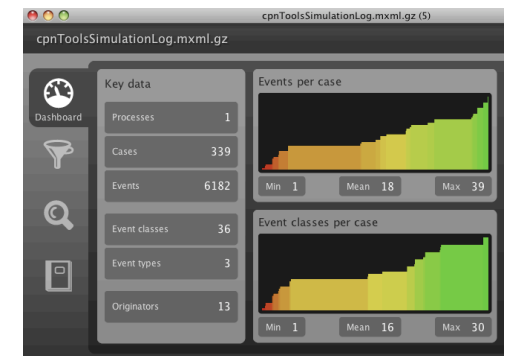 cpnToolsSimulationLog.mxml.gz (5)
cpnToolsSimulationLog.mxml.gz
Dashboard
Key data
Processes 1
Cases 339
Events 6182
Event classes 36
Event types 3
Originators 13
Events per case
Min 1 Mean 18 Max 39
Event classes per case
Min 1 Mean 16 Max 30